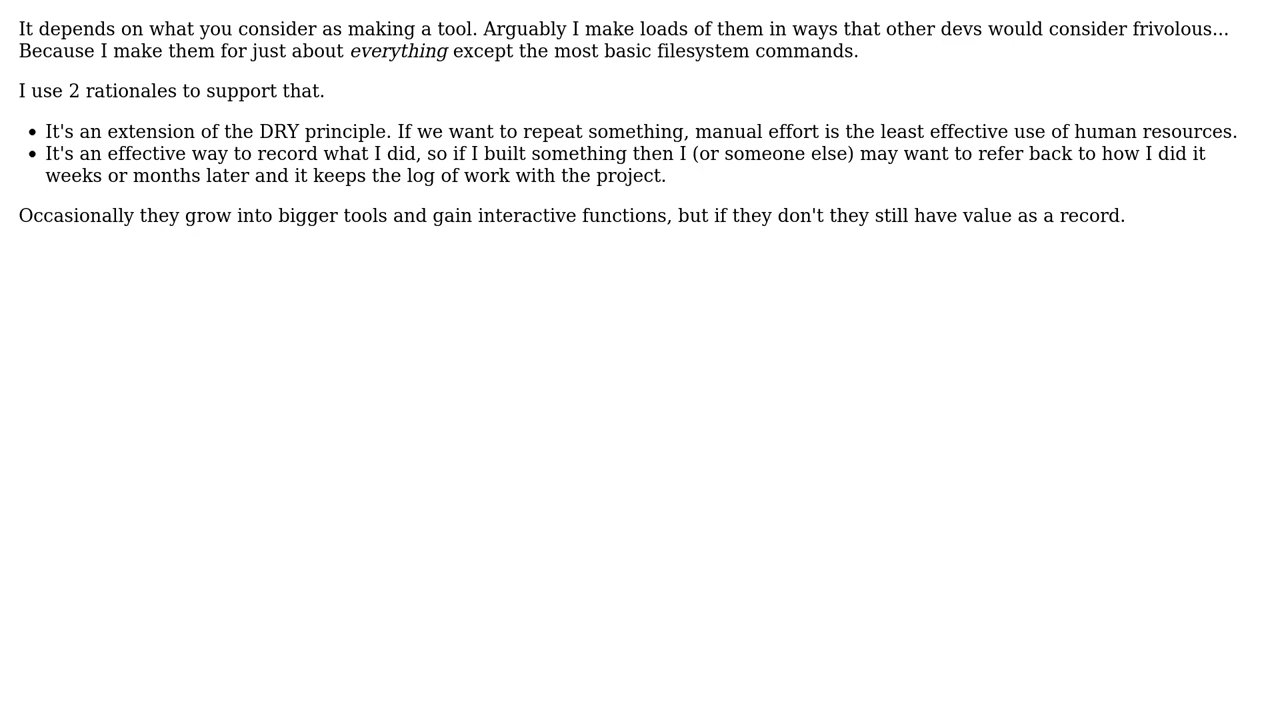 It depends on what you consider as making a tool. Arguably I make loads of them in ways that other devs would consider frivolous...
Because I make them for just about everything except the most basic filesystem commands.
I use 2 rationales to support that.
• It's an extension of the DRY principle. If we want to repeat something, manual effort is the least effective use of human resources.
• It's an effective way to record what I did, so if I built something then I (or someone else) may want to refer back to how I did it
weeks or months later and it keeps the log of work with the project.
Occasionally they grow into bigger tools and gain interactive functions, but if they don't they still have value as a record.